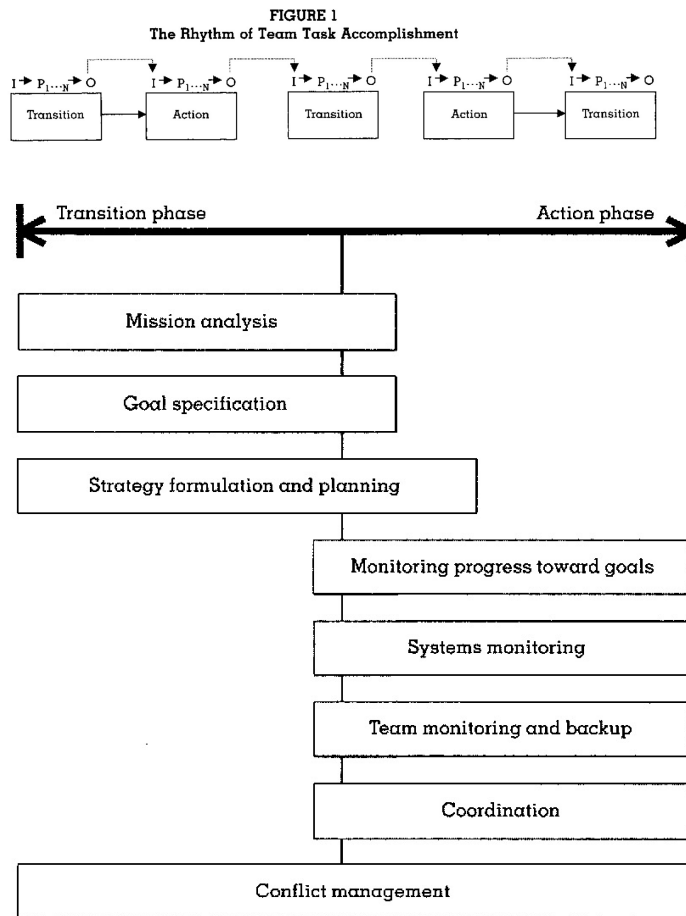 FIGURE 1
The Rhythm of Team Task Accomplishment
I P1...N O I P1...N O I P1...N O I P1...N O I P1...N O
Transition Action Transition Action Transition
Transition phase Action phase
Mission analysis
Goal specification
Strategy formulation and planning
Monitoring progress toward goals
Systems monitoring
Team monitoring and backup
Coordination
Conflict management